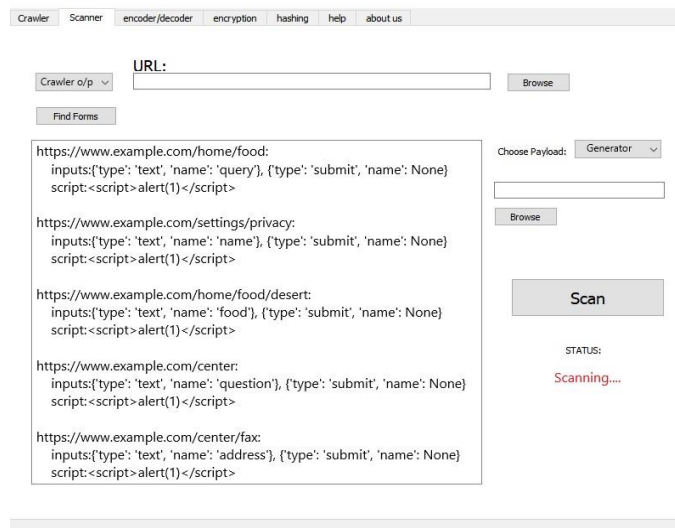 Crawler Scanner encoder/decoder encryption hashing help about us
URL:
Crawler o/p
Browse
Find Forms
https://www.example.com/home/food:
inputs:{'type': 'text', 'name': 'query'}, {'type': 'submit', 'name': None}
script:<script>alert(1)</script>
https://www.example.com/settings/privacy:
inputs:{'type': 'text', 'name': 'name'}, {'type': 'submit', 'name': None}
script:<script>alert(1)</script>
https://www.example.com/home/food/desert:
inputs:{'type': 'text', 'name': 'food'}, {'type': 'submit', 'name': None}
script:<script>alert(1)</script>
https://www.example.com/center:
inputs:{'type': 'text', 'name': 'question'}, {'type': 'submit', 'name': None}
script:<script>alert(1)</script>
https://www.example.com/center/fax:
inputs:{'type': 'text', 'name': 'address'}, {'type': 'submit', 'name': None}
script:<script>alert(1)</script>
Choose Payload: Generator
Browse
Scan
STATUS:
Scanning....